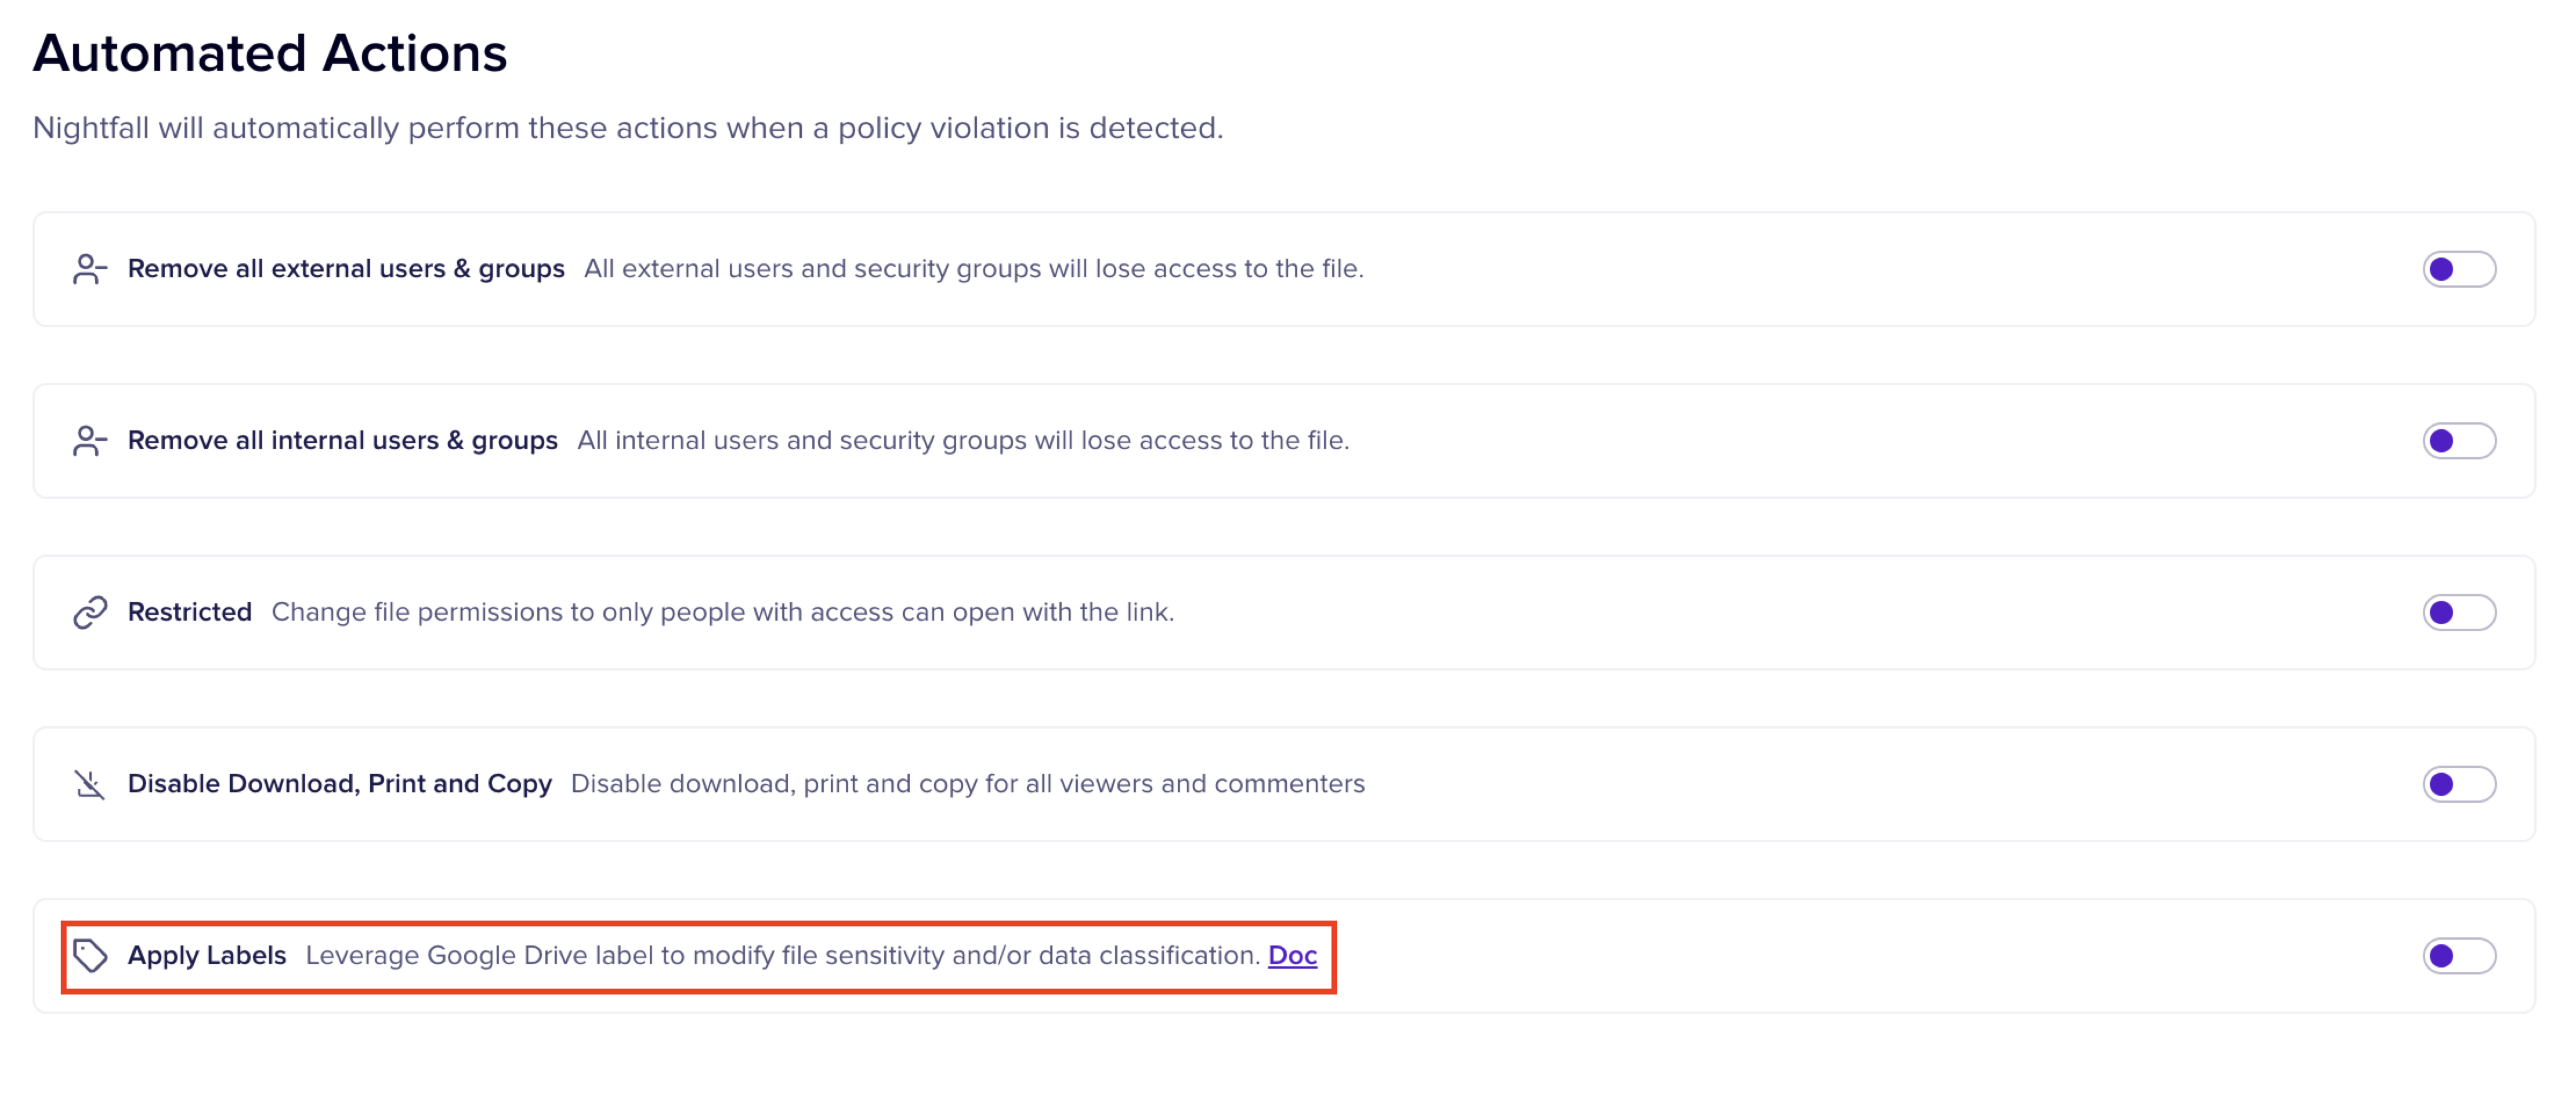 Automated Actions
Nightfall will automatically perform these actions when a policy violation is detected.
Remove all external users & groups All external users and security groups will lose access to the file.
Remove all internal users & groups All internal users and security groups will lose access to the file.
Restricted Change file permissions to only people with access can open with the link.
Disable Download, Print and Copy Disable download, print and copy for all viewers and commenters
Apply Labels Leverage Google Drive label to modify file sensitivity and/or data classification. Doc